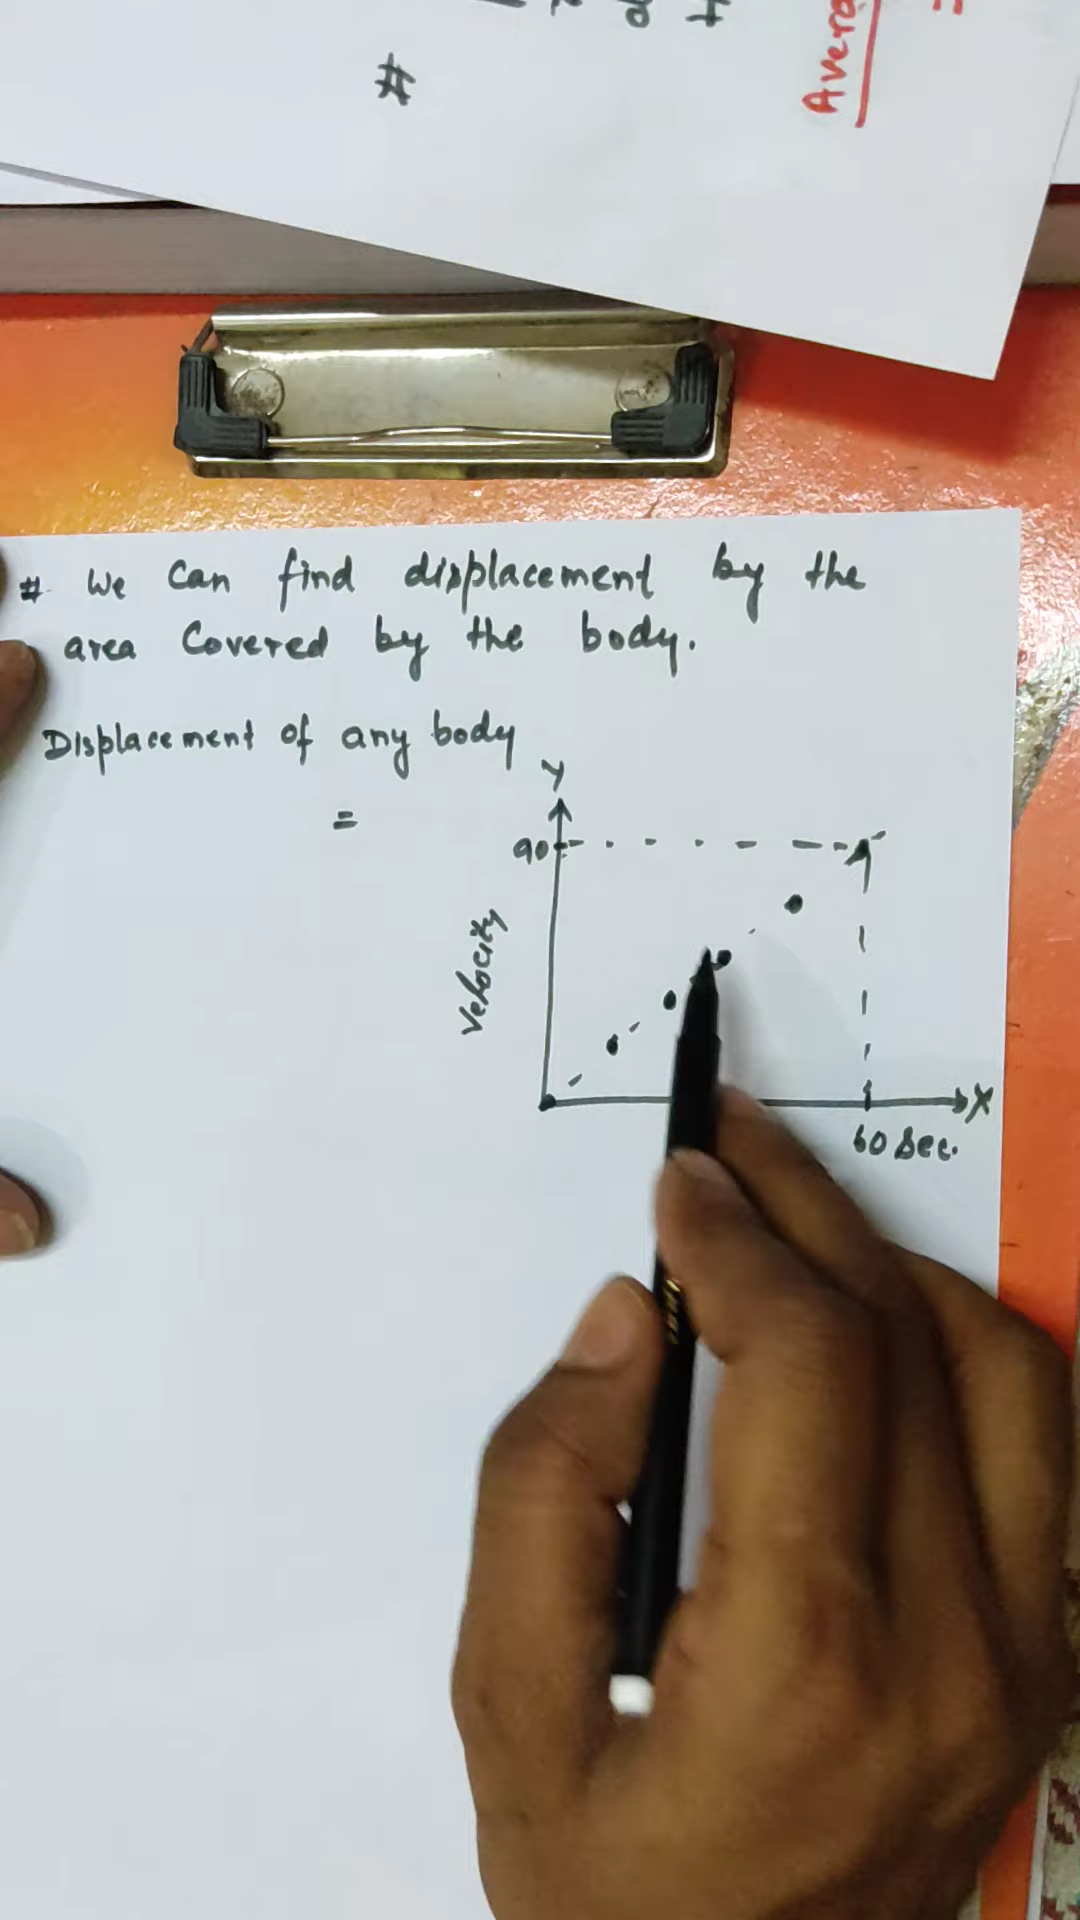 Avera
#
# We Can find displacement by the
area Covered by the body.
Displacement of any body
=
Y
90
Velocity
X
60 Sec.